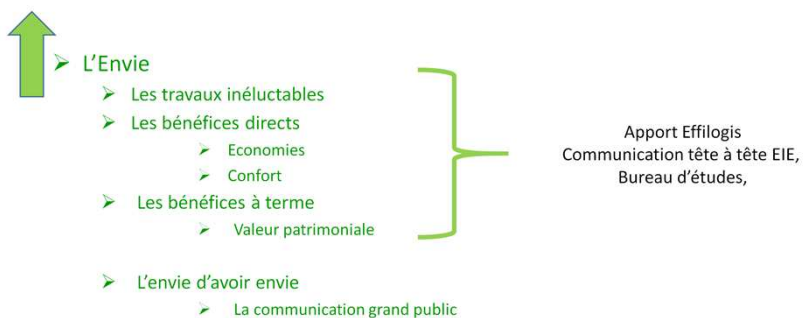 L'Envie
Les travaux inéluctables
Les bénéfices directs
Economies
Confort
Les bénéfices à terme
Valeur patrimoniale
L'envie d'avoir envie
La communication grand public
Apport Effilogis
Communication tête à tête EIE,
Bureau d'études,